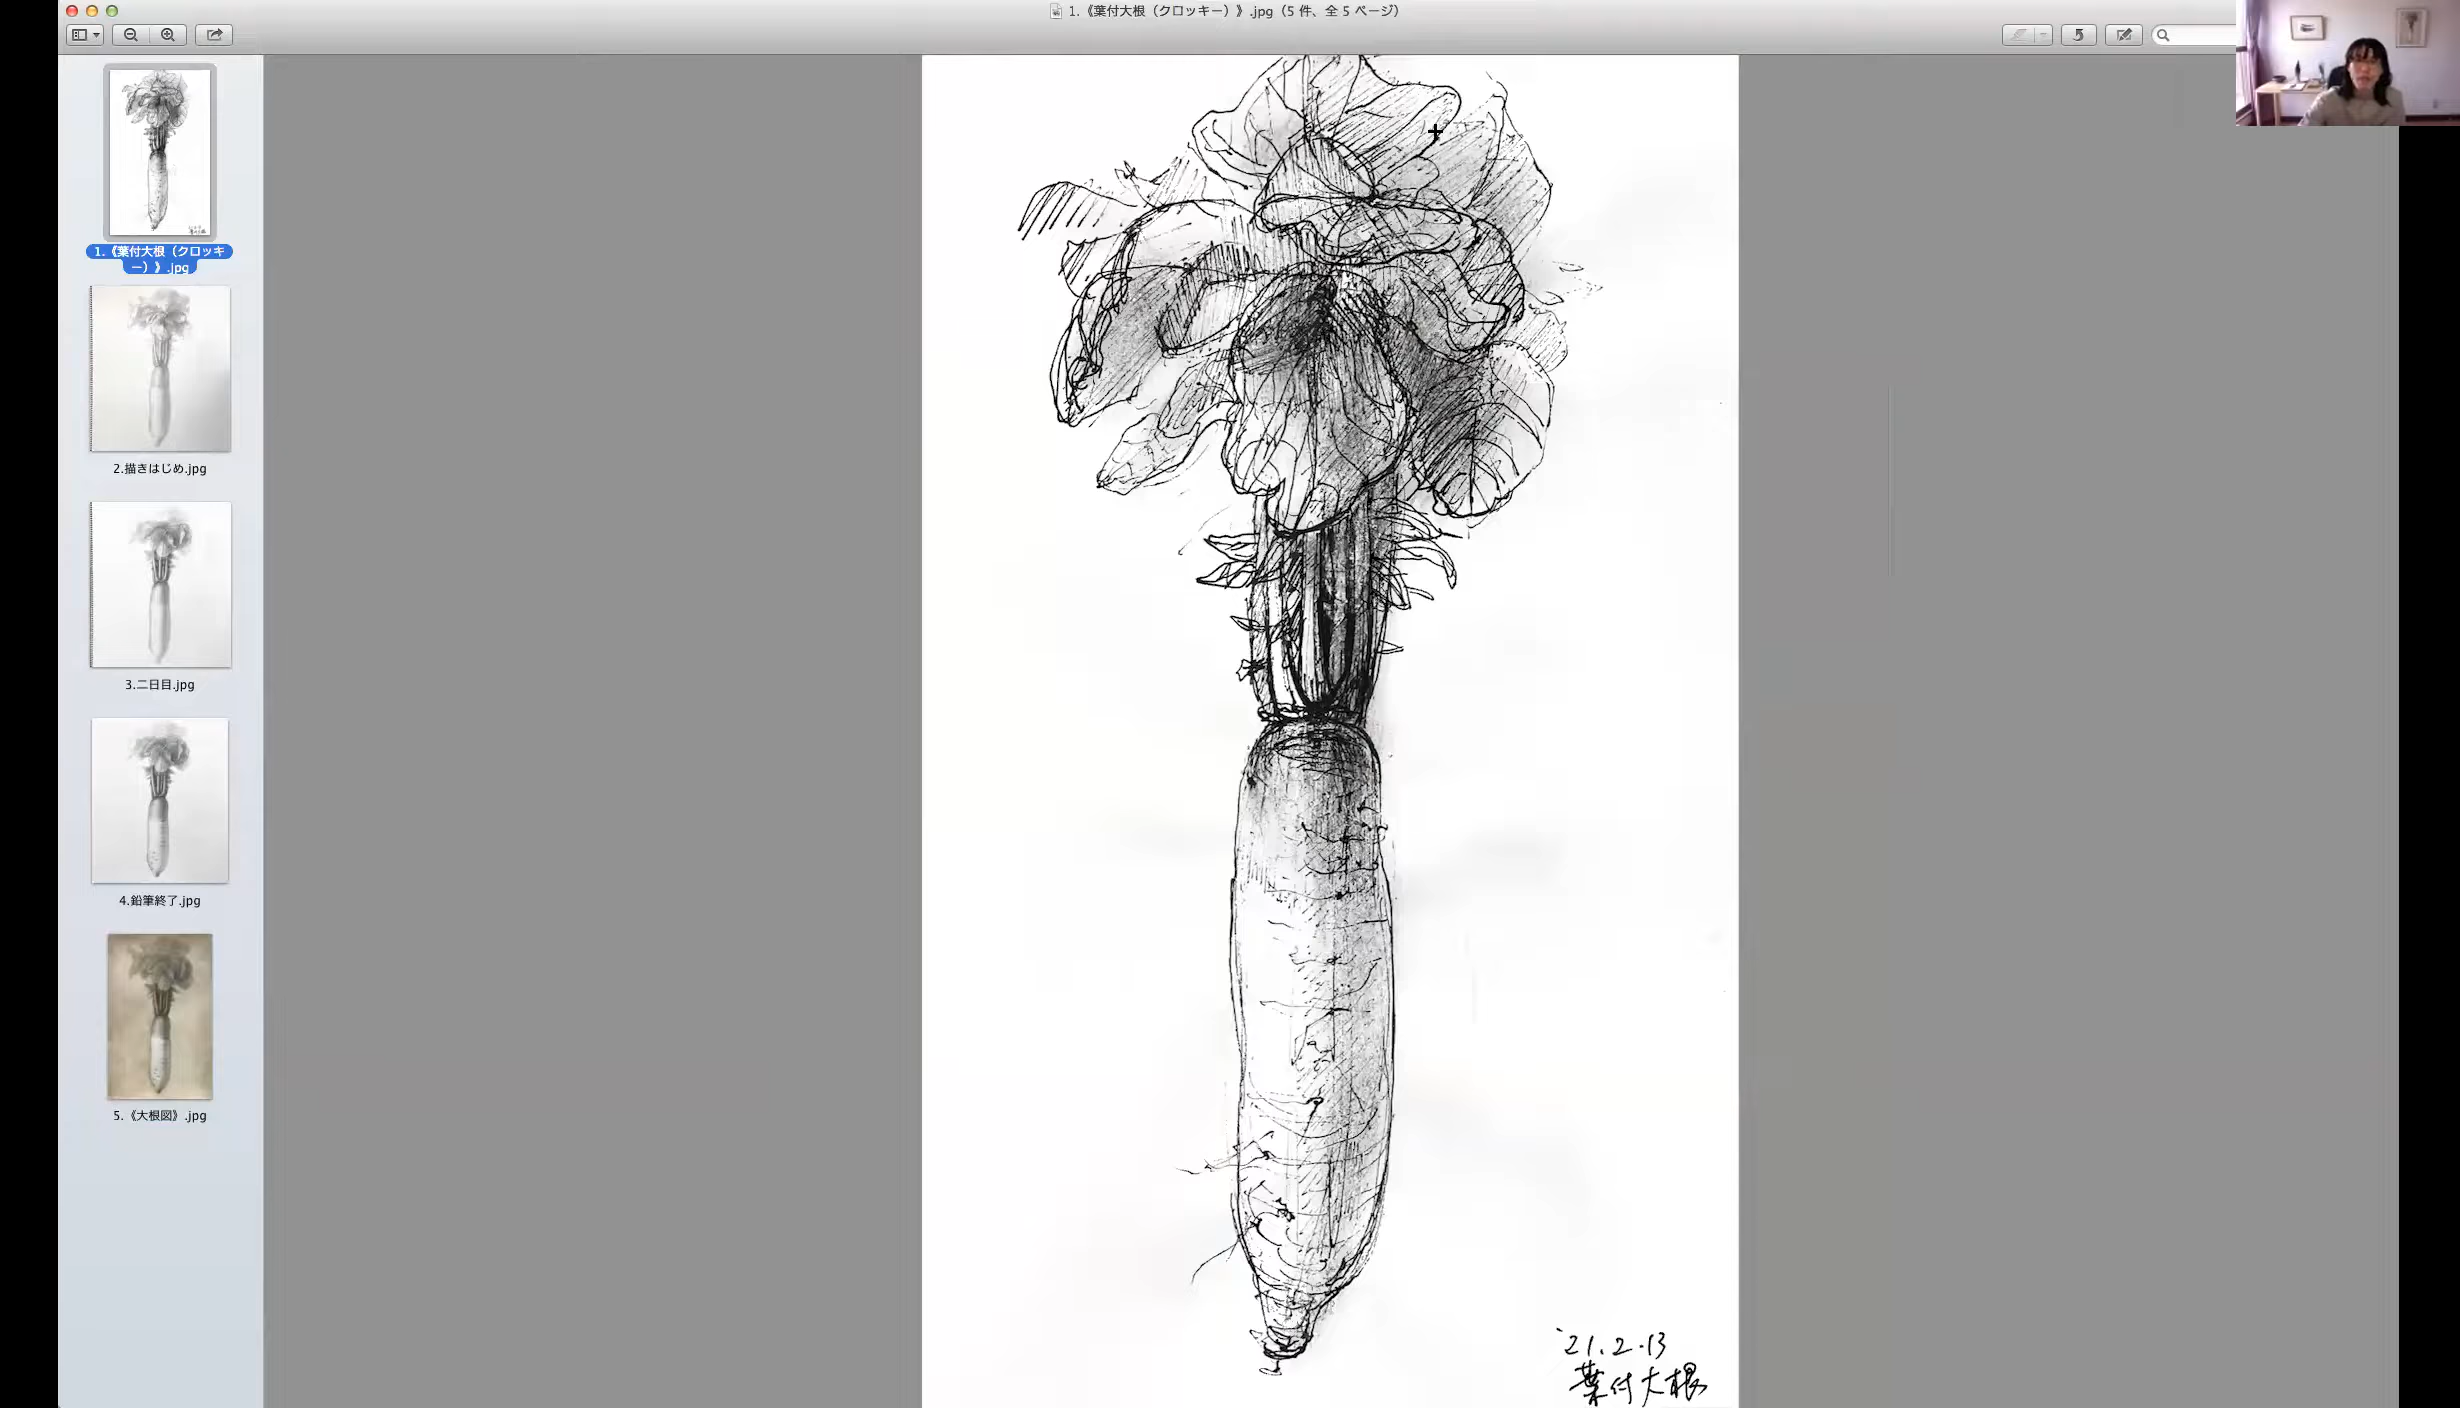 1.《葉付大根（クロッキー）》.jpg（5 件、全 5 ページ）
1.《葉付大根（クロッキ
ー）》.jpg
2.描きはじめ.jpg
3.二日目.jpg
4.鉛筆終了.jpg
5.《大根図》.jpg
'21.2.13
葉付大根